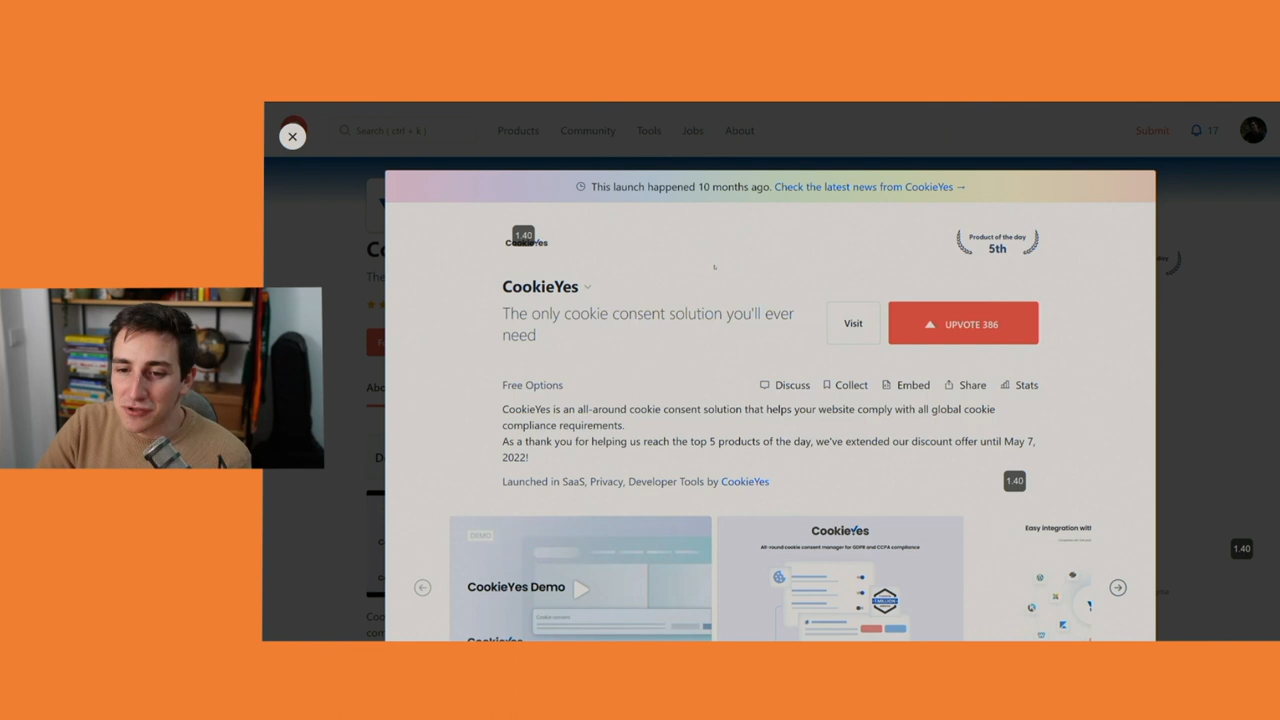 Search ( ctrl + k )
Products
Community
Tools
Jobs
About
Submit
17
This launch happened 10 months ago. Check the latest news from CookieYes →
1.40
CookieYes
Product of the day
5th
CookieYes
The only cookie consent solution you'll ever
need
Visit
UPVOTE 386
Free Options
Discuss
Collect
Embed
Share
Stats
CookieYes is an all-around cookie consent solution that helps your website comply with all global cookie
compliance requirements.
As a thank you for helping us reach the top 5 products of the day, we've extended our discount offer until May 7,
2022!
Launched in SaaS, Privacy, Developer Tools by CookieYes
1.40
1.40
DEMO
CookieYes Demo
Cookie consent
CookieYes
All-round cookie consent manager for GDPR and CCPA compliance
Easy integration with